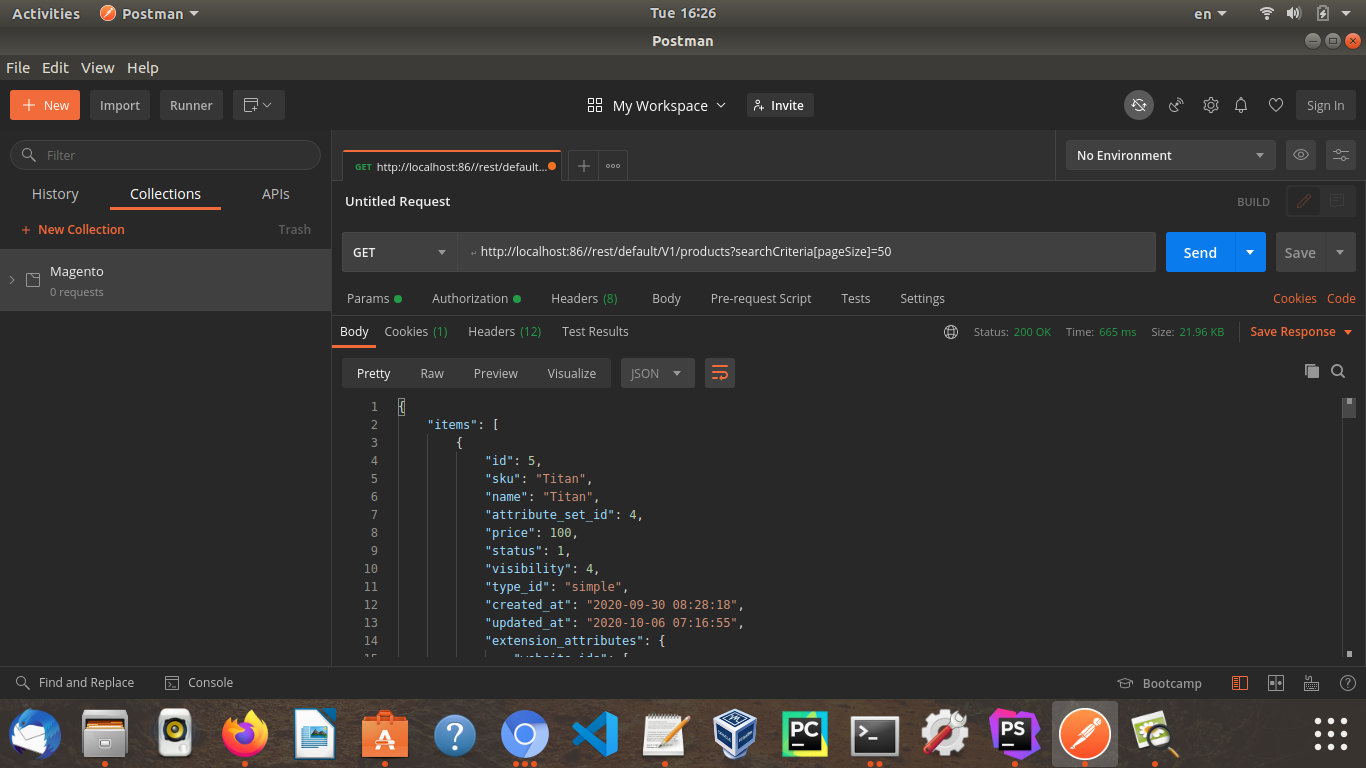 Activities Postman Tue 16:26 en
Postman
File Edit View Help
+ New Import Runner My Workspace Invite Sign In
Filter
GET http://localhost:86//rest/default... + ooo No Environment
History Collections APIs
Untitled Request BUILD
+ New Collection Trash
GET http://localhost:86//rest/default/V1/products?searchCriteria[pageSize]=50 Send Save
Magento
0 requests
Params Authorization Headers (8) Body Pre-request Script Tests Settings Cookies Code
Body Cookies (1) Headers (12) Test Results Status: 200 OK Time: 665 ms Size: 21.96 KB Save Response
Pretty Raw Preview Visualize JSON
1 {
2 "items": [
3 {
4 "id": 5,
5 "sku": "Titan",
6 "name": "Titan",
7 "attribute_set_id": 4,
8 "price": 100,
9 "status": 1,
10 "visibility": 4,
11 "type_id": "simple",
12 "created_at": "2020-09-30 08:28:18",
13 "updated_at": "2020-10-06 07:16:55",
14 "extension_attributes": {
15 "website_ids": [
Find and Replace Console Bootcamp ?
A ? PC >_ PS